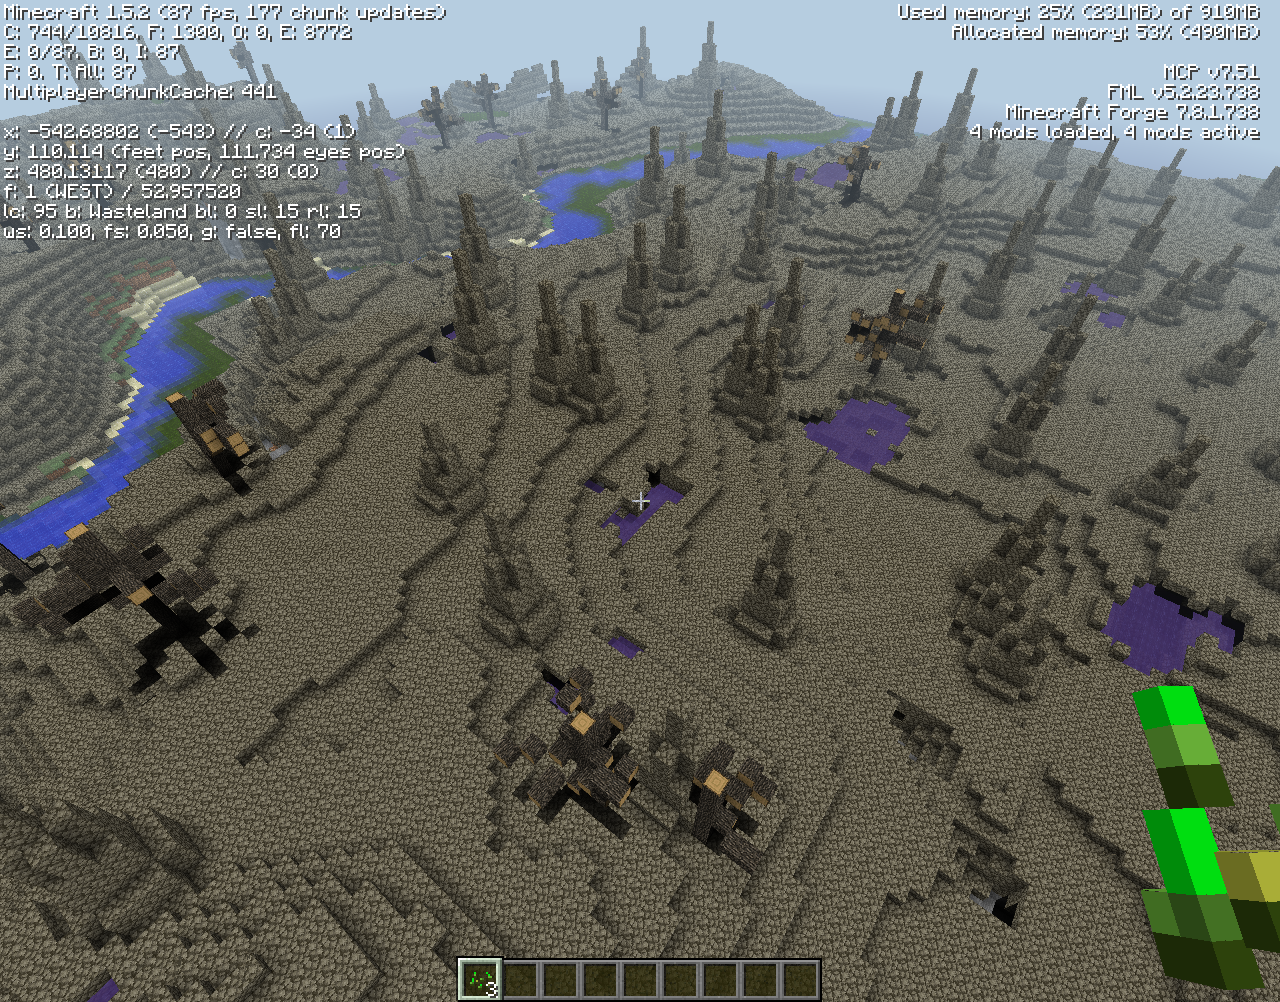 Minecraft 1.5.2 (37 fps, 177 chunk updates)
C: 744/10816. F: 1300, O: 0, E: 8772
E: 0/87. B: 0, I: 87
P: 0. T: All: 87
MultiplayerChunkCache: 441
x: -542.68802 (-543) // c: -34 (1)
y: 110.114 (feet pos, 111.734 eyes pos)
z: 480.13117 (480) // c: 30 (0)
f: 1 (WEST) / 52.957520
lc: 95 b: Wasteland bl: 0 sl: 15 rl: 15
ws: 0.100, fs: 0.050, g: false, fl: 70
Used memory: 25% (231MB) of 910MB
Allocated memory: 53% (490MB)
MCP v7.51
FML v5.2.23.738
Minecraft Forge 7.8.1.738
4 mods loaded, 4 mods active
3